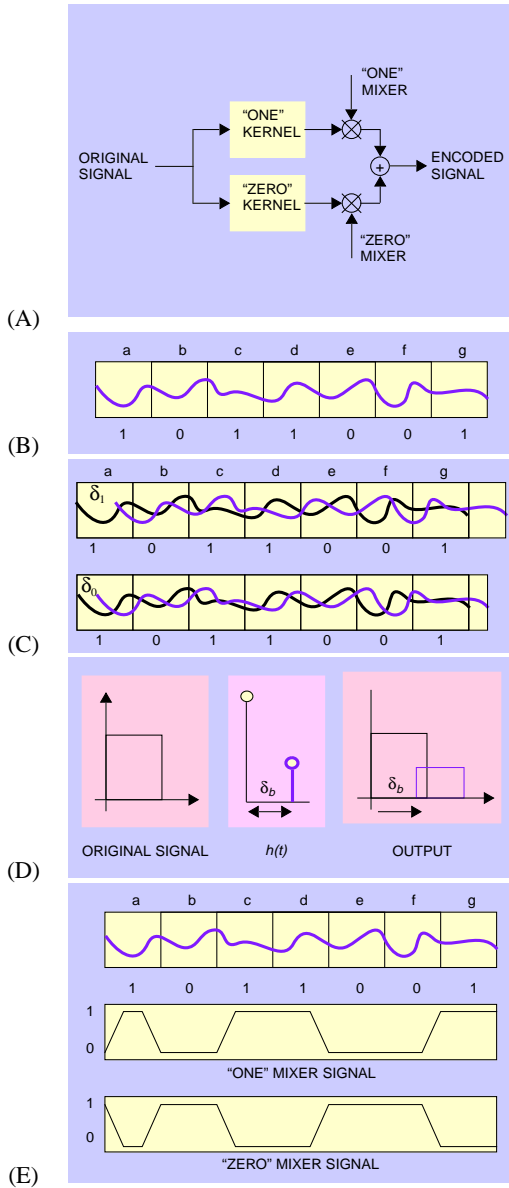 “ONE”
MIXER
“ONE”
KERNEL
ORIGINAL
SIGNAL
+
ENCODED
SIGNAL
“ZERO”
KERNEL
“ZERO”
MIXER
(A)
a b c d e f g
1 0 1 1 0 0 1
(B)
a b c d e f g
δ1
1 0 1 1 0 0 1
δ0
1 0 1 1 0 0 1
(C)
δb
δb
ORIGINAL SIGNAL h(t) OUTPUT
(D)
a b c d e f g
1 0 1 1 0 0 1
1
0
“ONE” MIXER SIGNAL
1
0
“ZERO” MIXER SIGNAL
(E)